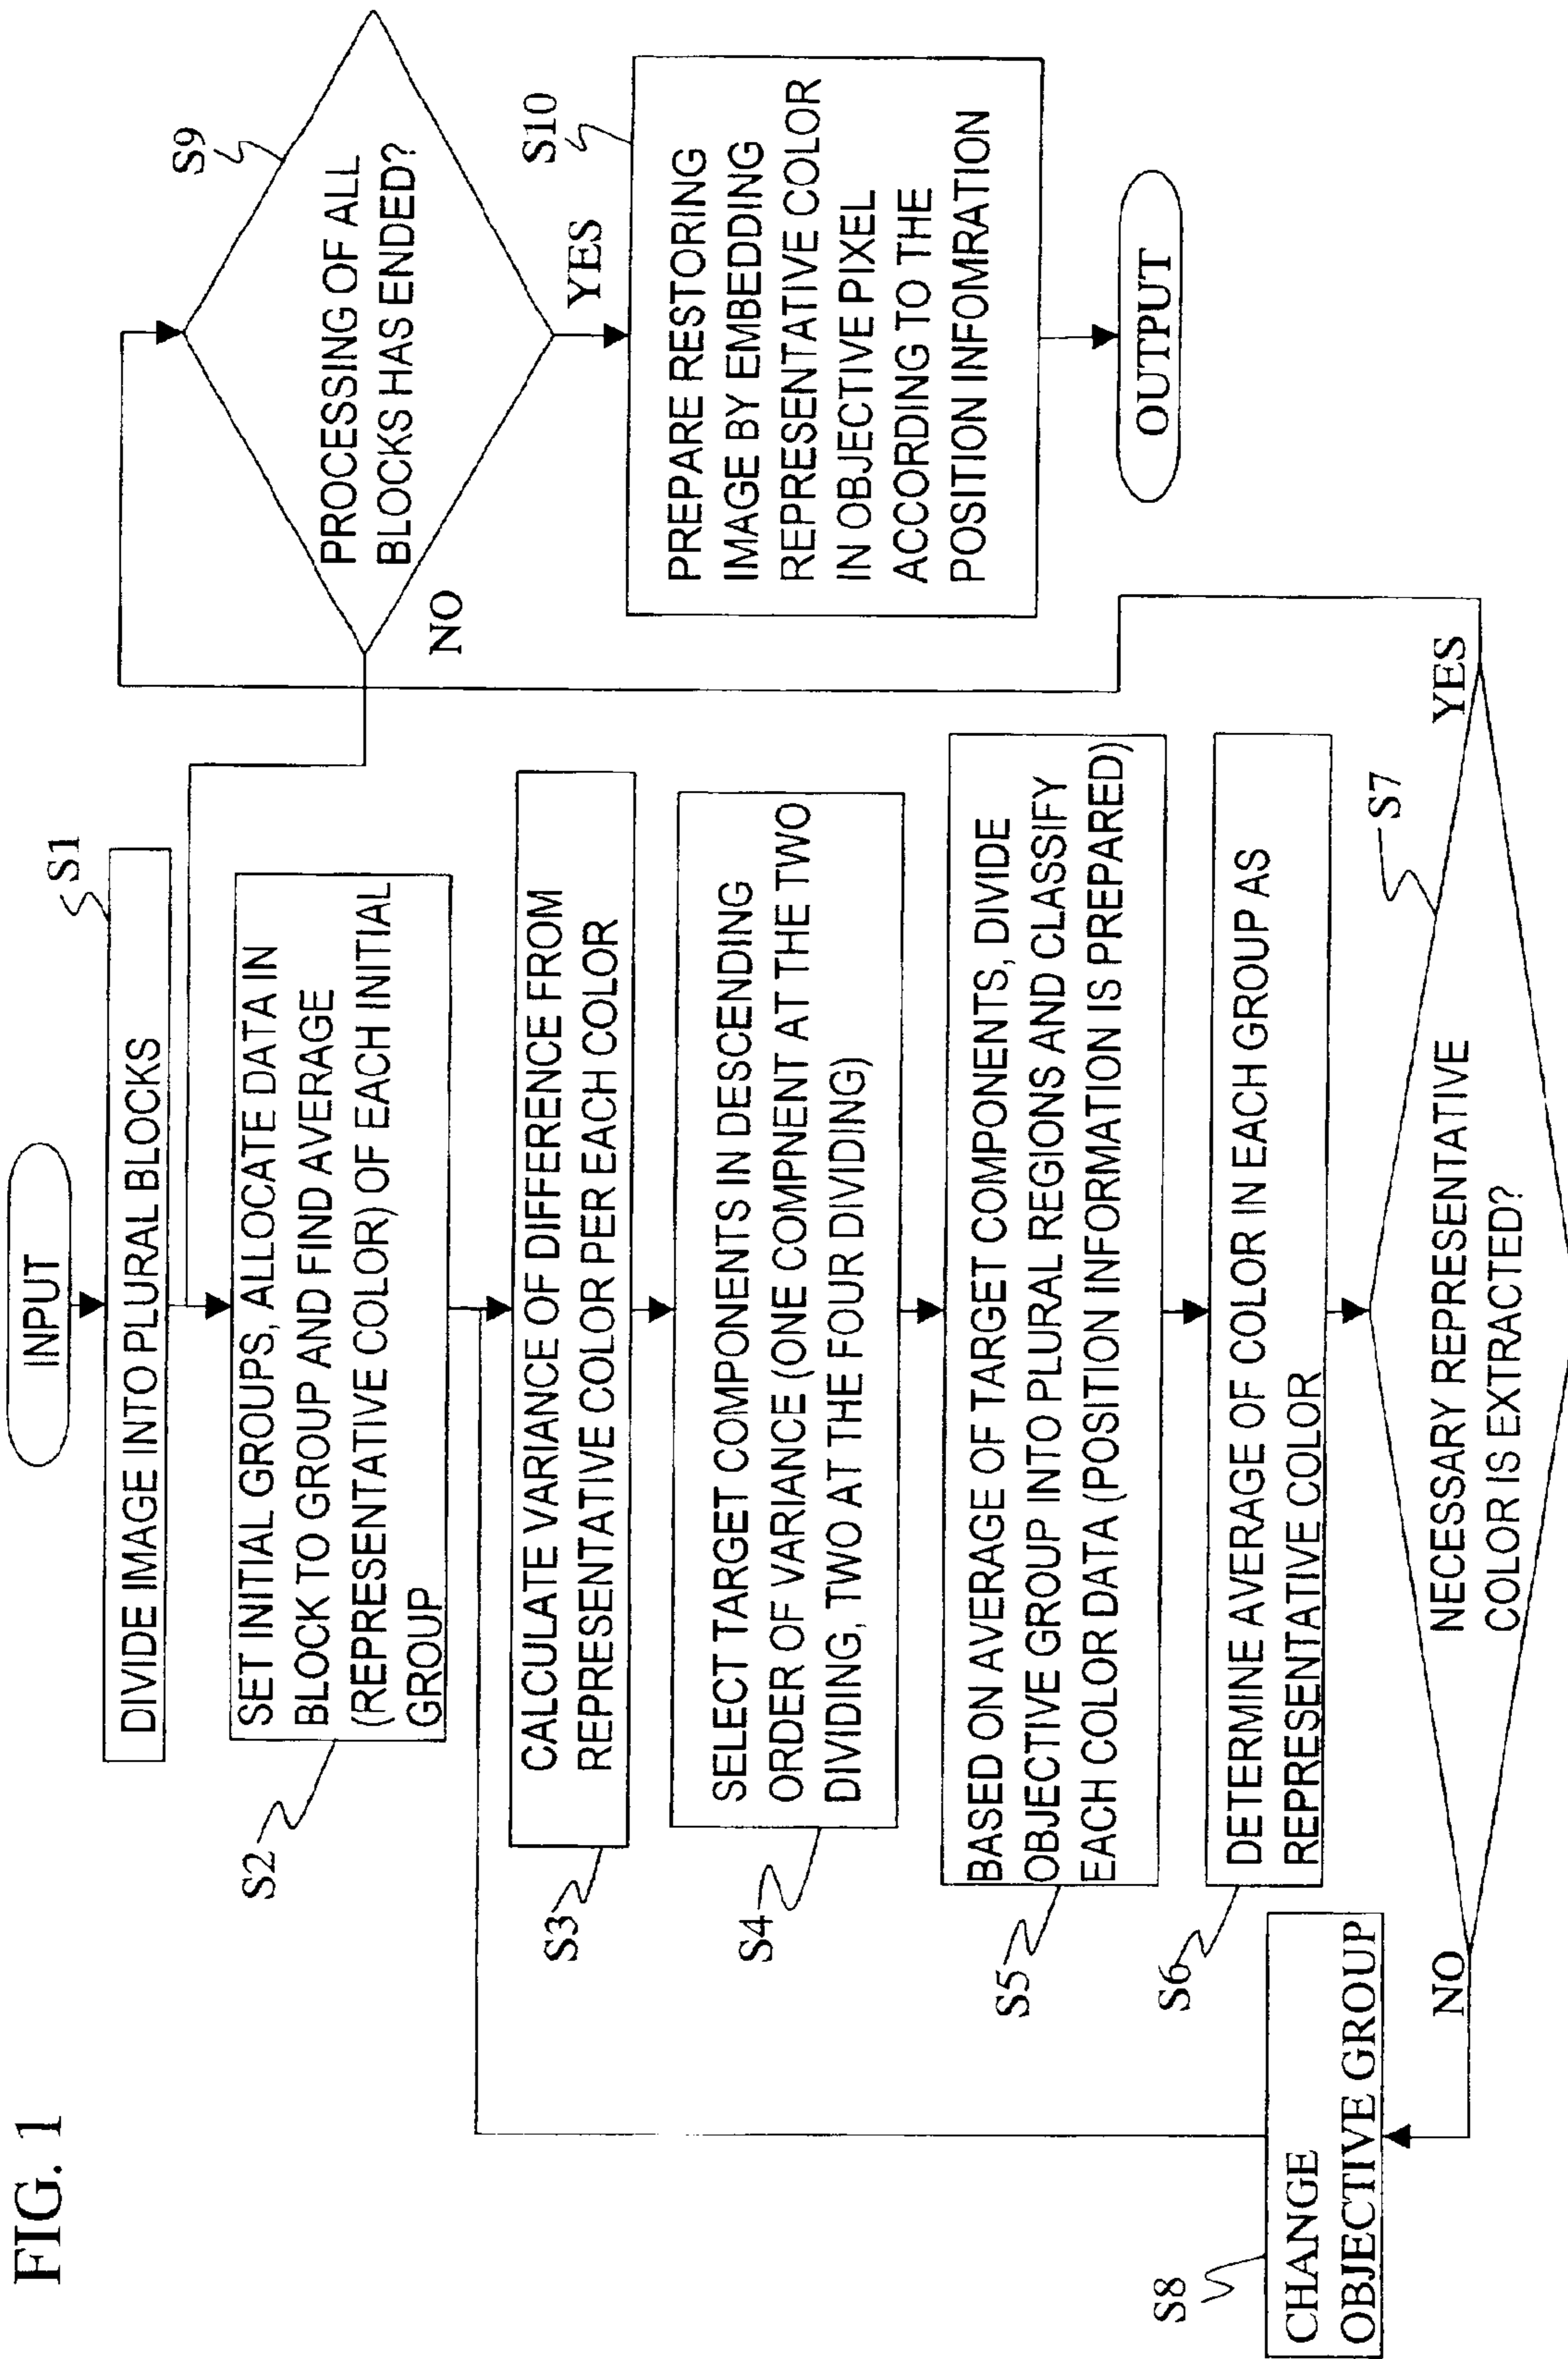 FIG. 1
INPUT
S1
DIVIDE IMAGE INTO PLURAL BLOCKS
S2
SET INITIAL GROUPS, ALLOCATE DATA IN
BLOCK TO GROUP AND FIND AVERAGE
(REPRESENTATIVE COLOR) OF EACH INITIAL
GROUP
S3
CALCULATE VARIANCE OF DIFFERENCE FROM
REPRESENTATIVE COLOR PER EACH COLOR
S4
SELECT TARGET COMPONENTS IN DESCENDING
ORDER OF VARIANCE (ONE COMPNENT AT THE TWO
DIVIDING, TWO AT THE FOUR DIVIDING)
S5
BASED ON AVERAGE OF TARGET COMPONENTS, DIVIDE
OBJECTIVE GROUP INTO PLURAL REGIONS AND CLASSIFY
EACH COLOR DATA (POSITION INFORMATION IS PREPARED)
S6
DETERMINE AVERAGE OF COLOR IN EACH GROUP AS
REPRESENTATIVE COLOR
S7
NECESSARY REPRESENTATIVE
COLOR IS EXTRACTED?
NO
YES
S8
CHANGE
OBJECTIVE GROUP
S9
PROCESSING OF ALL
BLOCKS HAS ENDED?
NO
YES
S10
PREPARE RESTORING
IMAGE BY EMBEDDING
REPRESENTATIVE COLOR
IN OBJECTIVE PIXEL
ACCORDING TO THE
POSITION INFOMRATION
OUTPUT